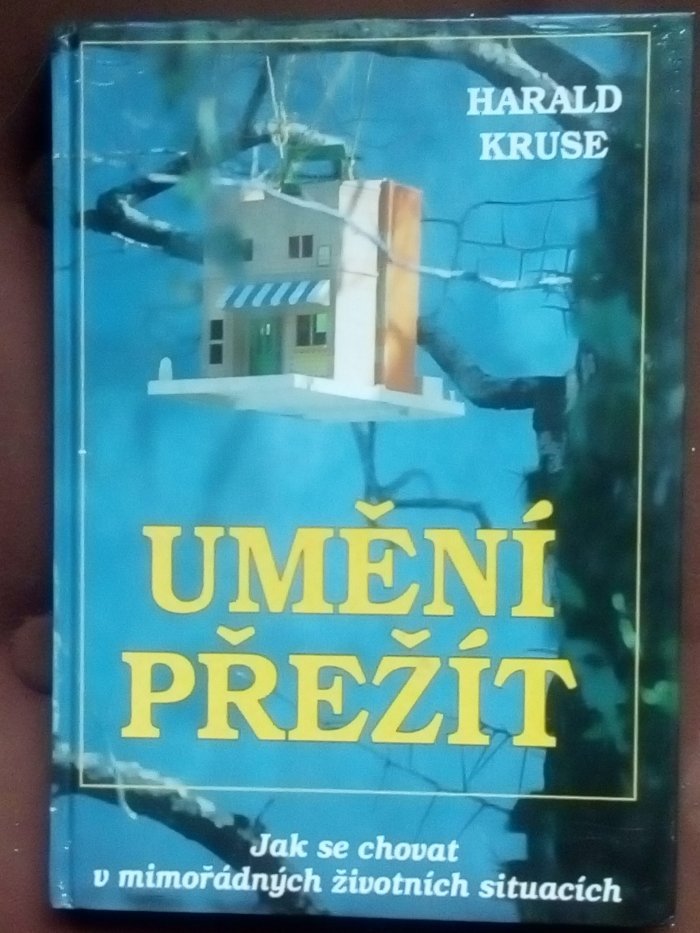 HARALD
KRUSE
UMĚNÍ
PŘEŽÍT
Jak se chovat
v mimořádných životních situacích